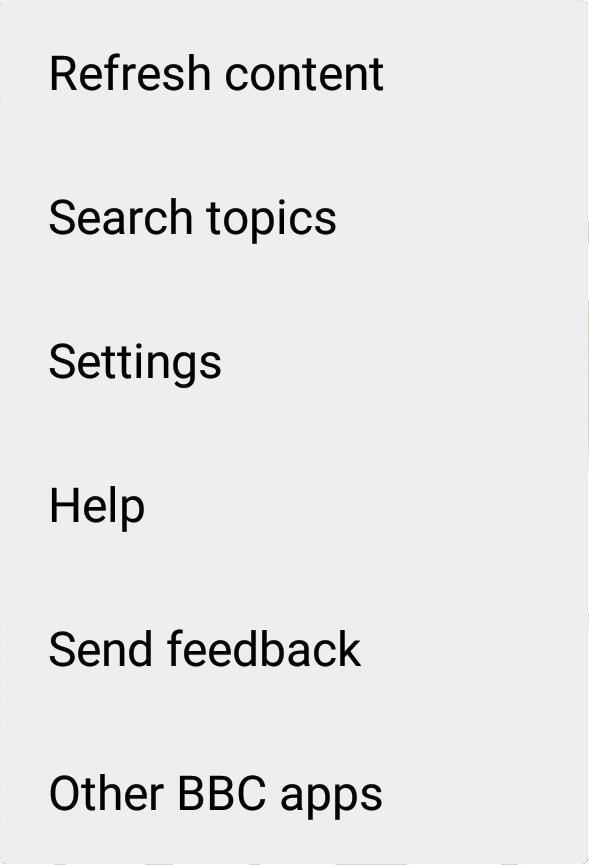 Refresh content
Search topics
Settings
Help
Send feedback
Other BBC apps